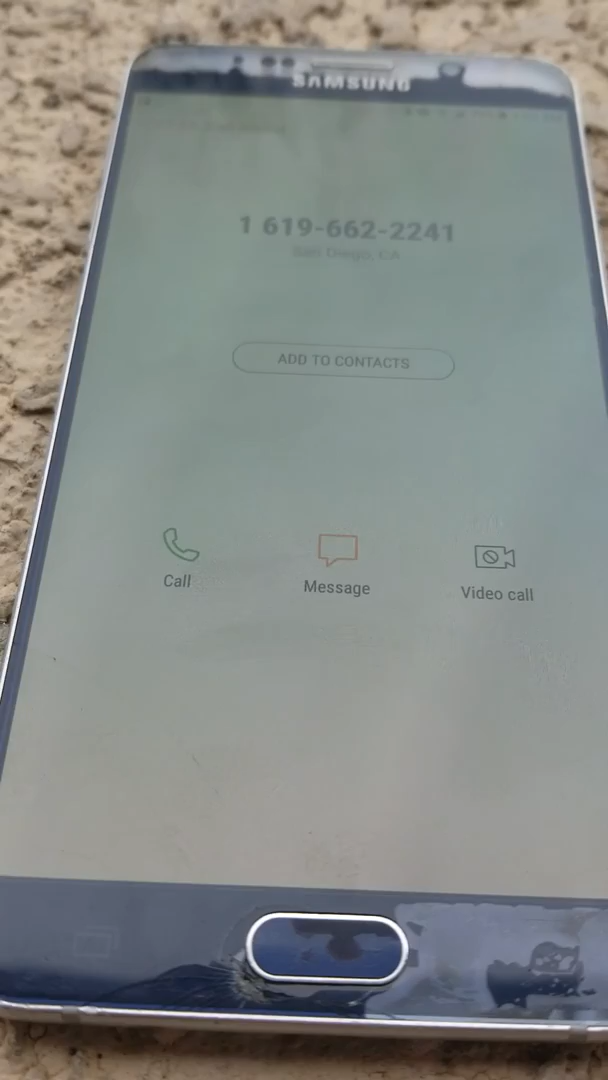 SAMSUNG
1 619-662-2241
San Diego, CA
ADD TO CONTACTS
Call
Message
Video call